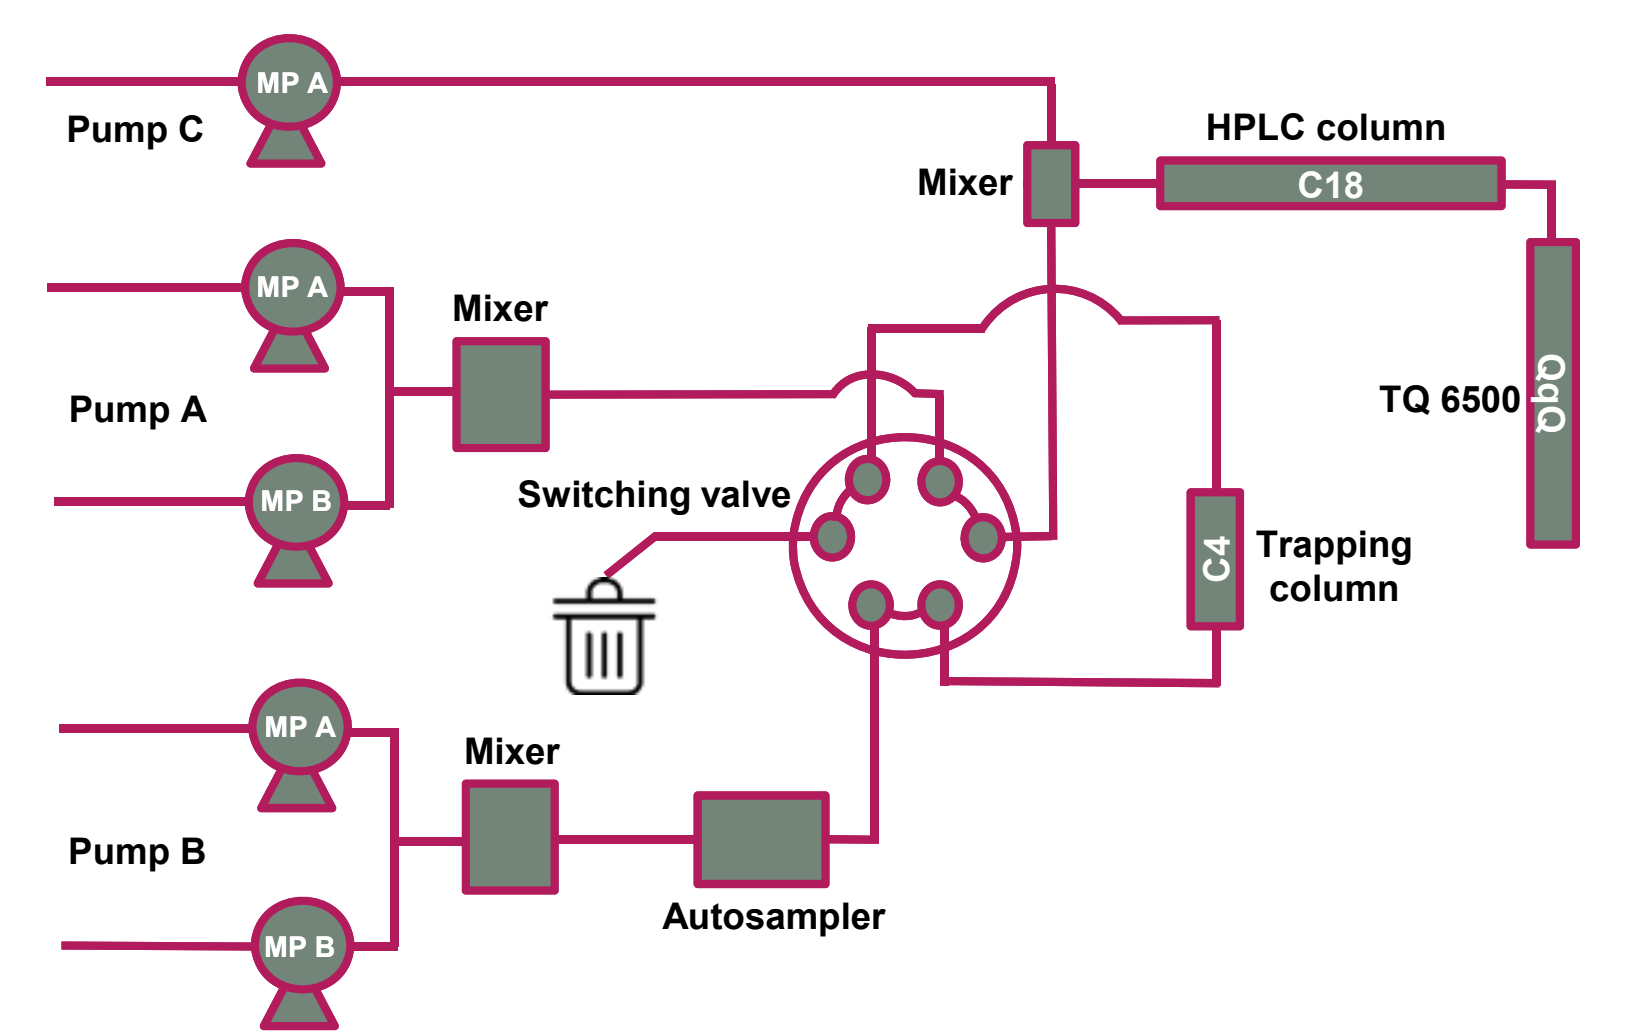 MP A
Pump C
HPLC column
Mixer
C18
MP A
Mixer
Pump A
TQ 6500
QqQ
MP B
Switching valve
C4
Trapping
column
MP A
Mixer
Pump B
Autosampler
MP B